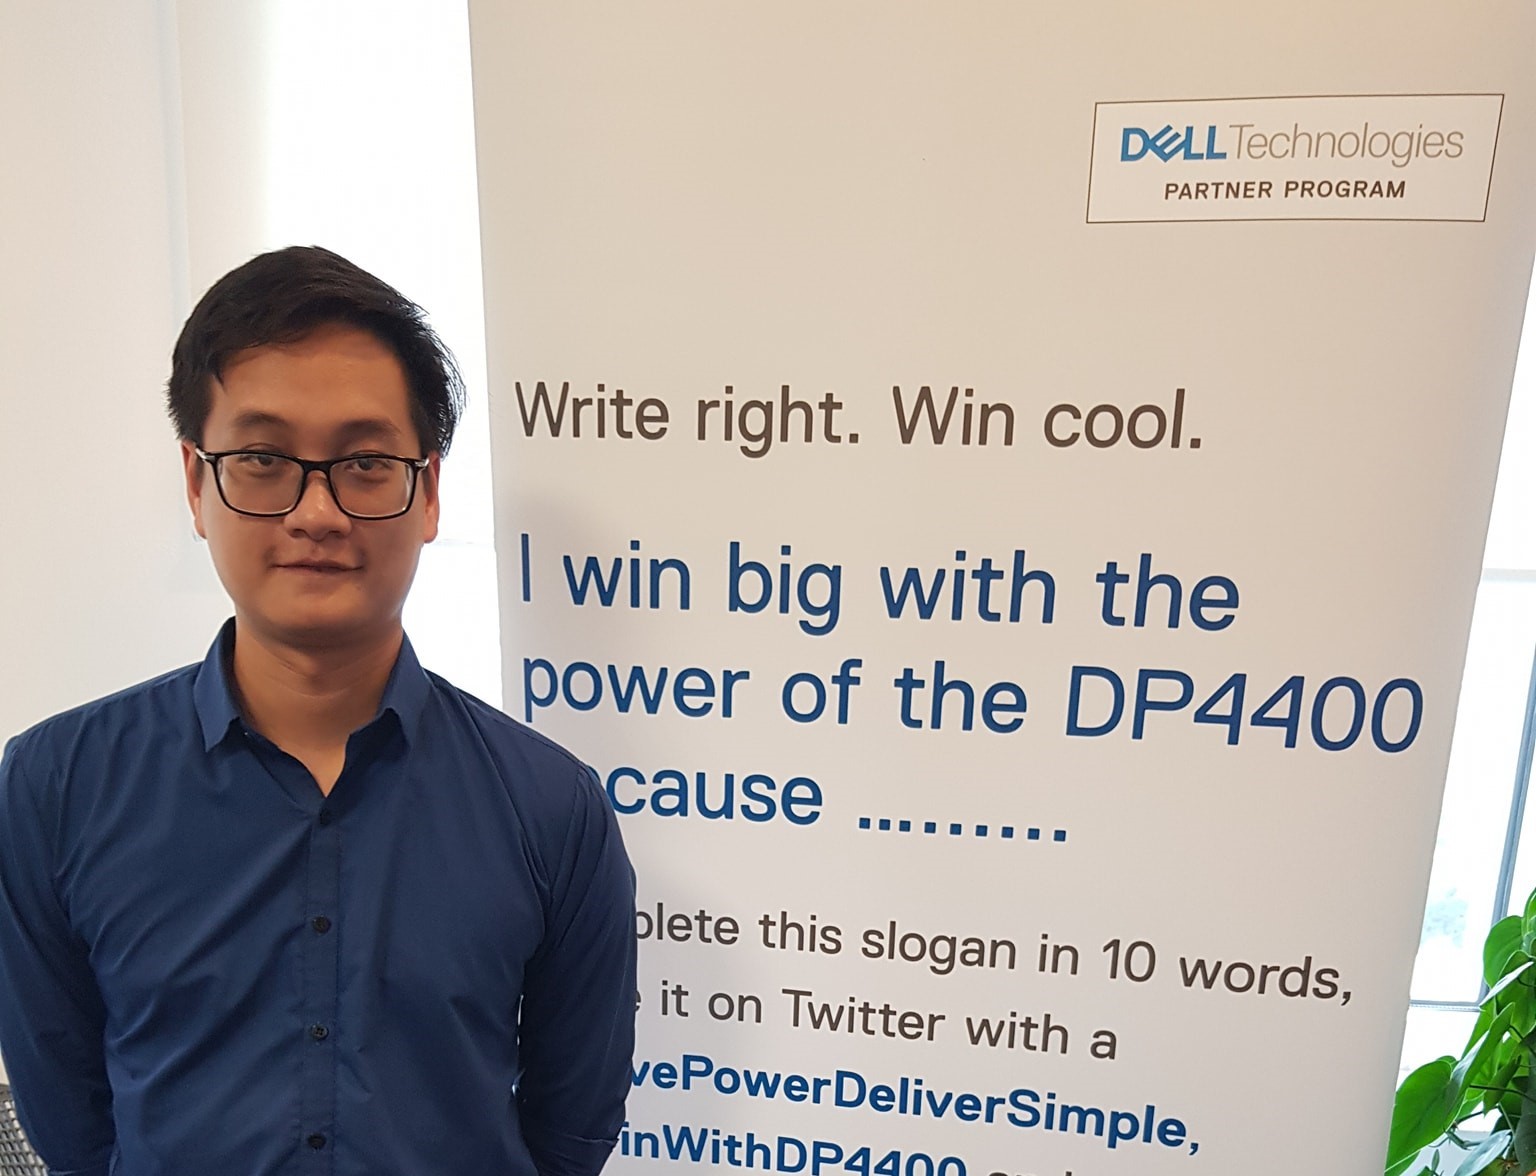 DELL Technologies
PARTNER PROGRAM
Write right. Win cool.
I win big with the
power of the DP4400
cause .........
plete this slogan in 10 words,
it on Twitter with a
vePowerDeliverSimple,
inWithDP4400